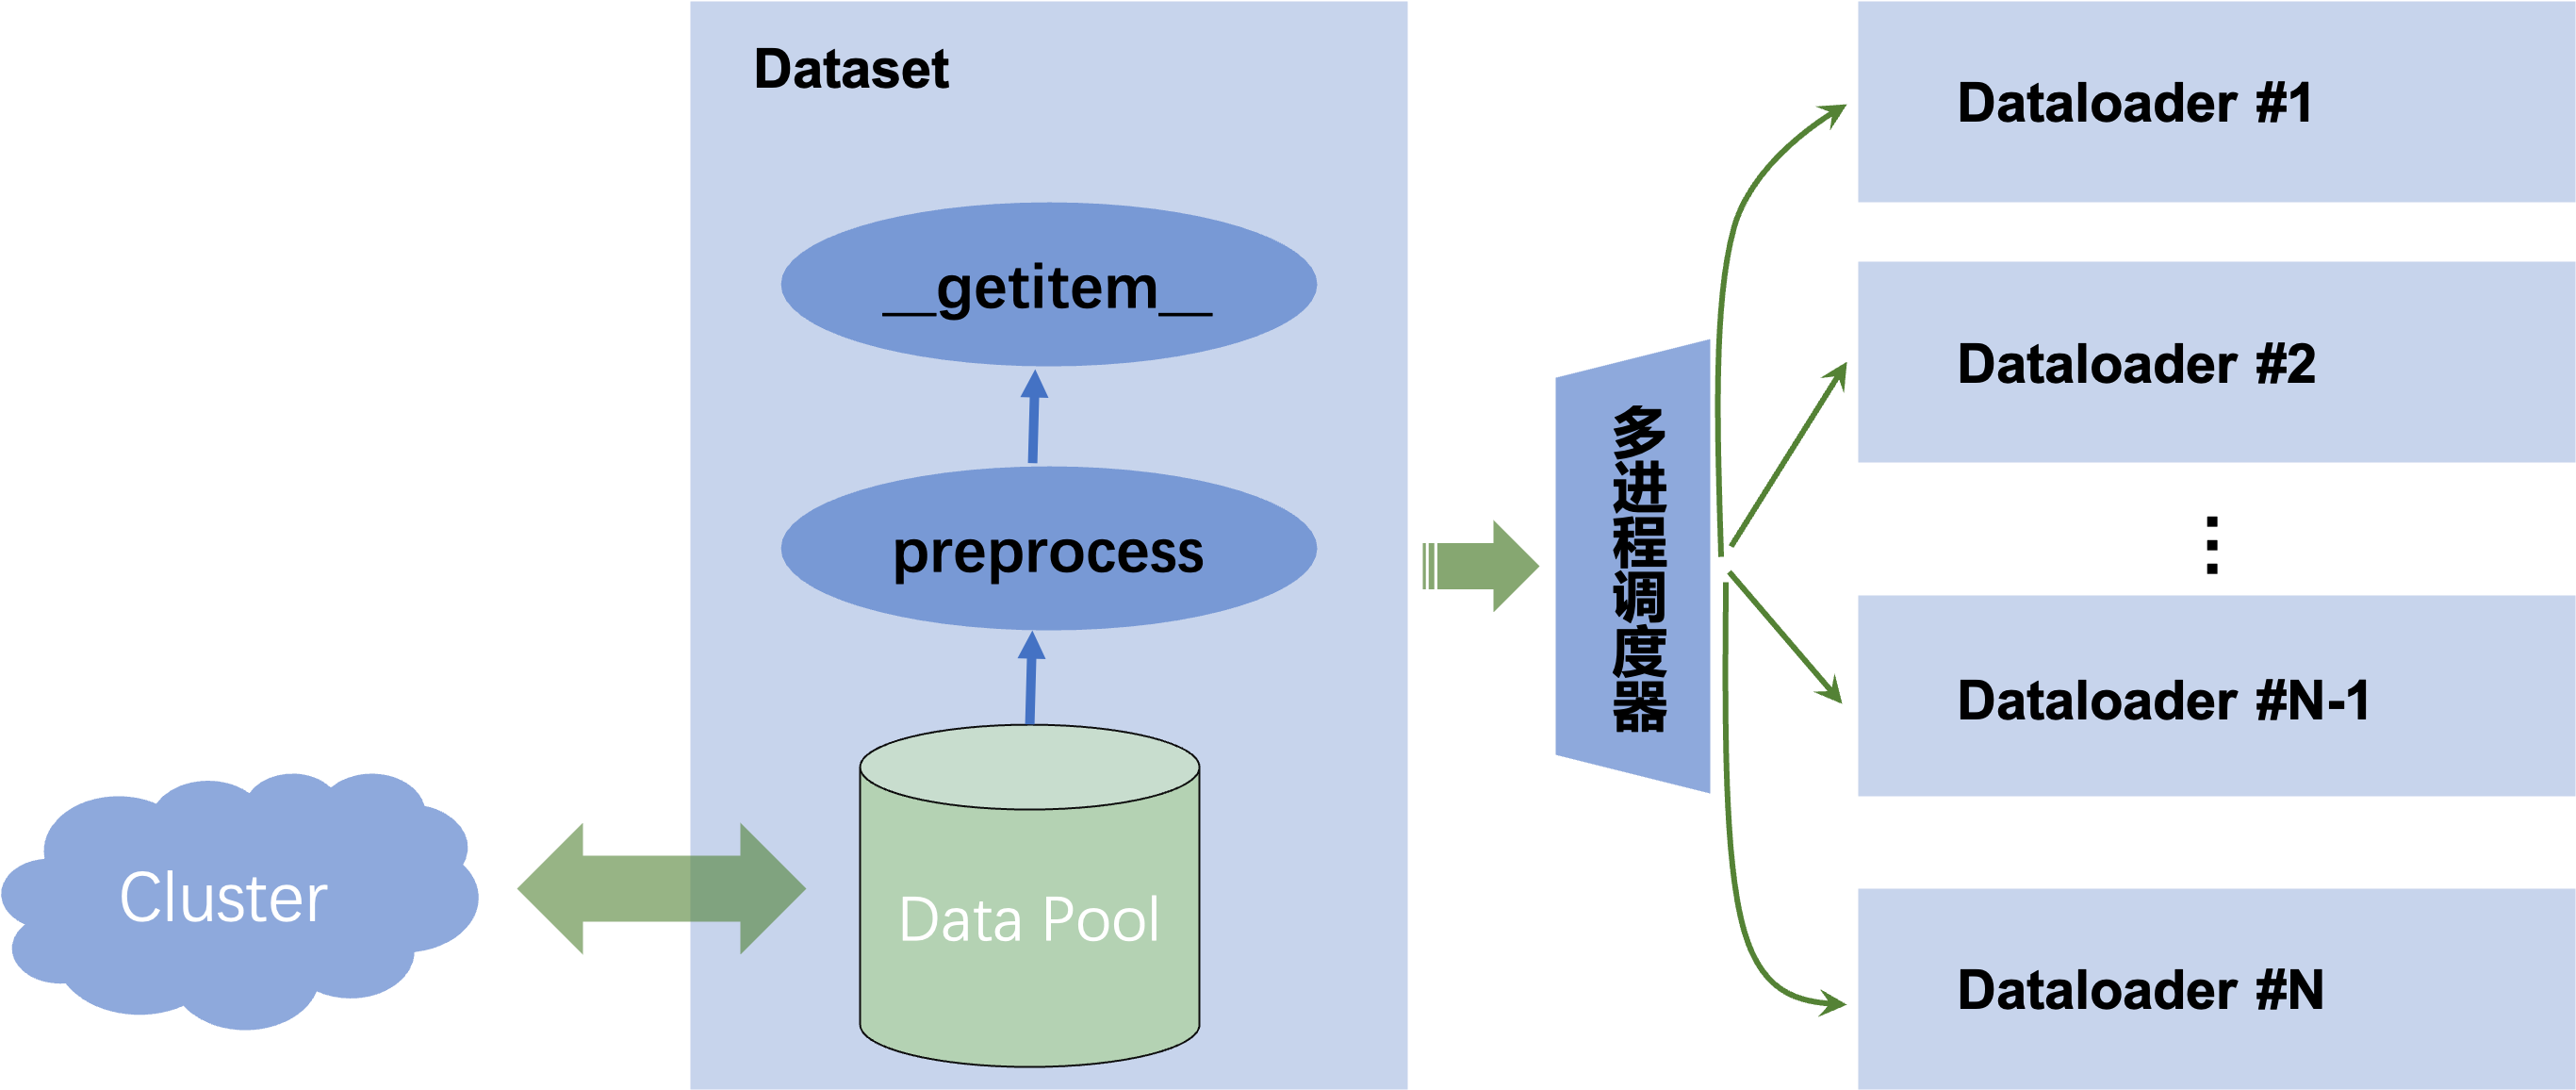 Dataset
__getitem__
preprocess
Data Pool
Cluster
多进程调度器
Dataloader #1
Dataloader #2
⋮
Dataloader #N-1
Dataloader #N